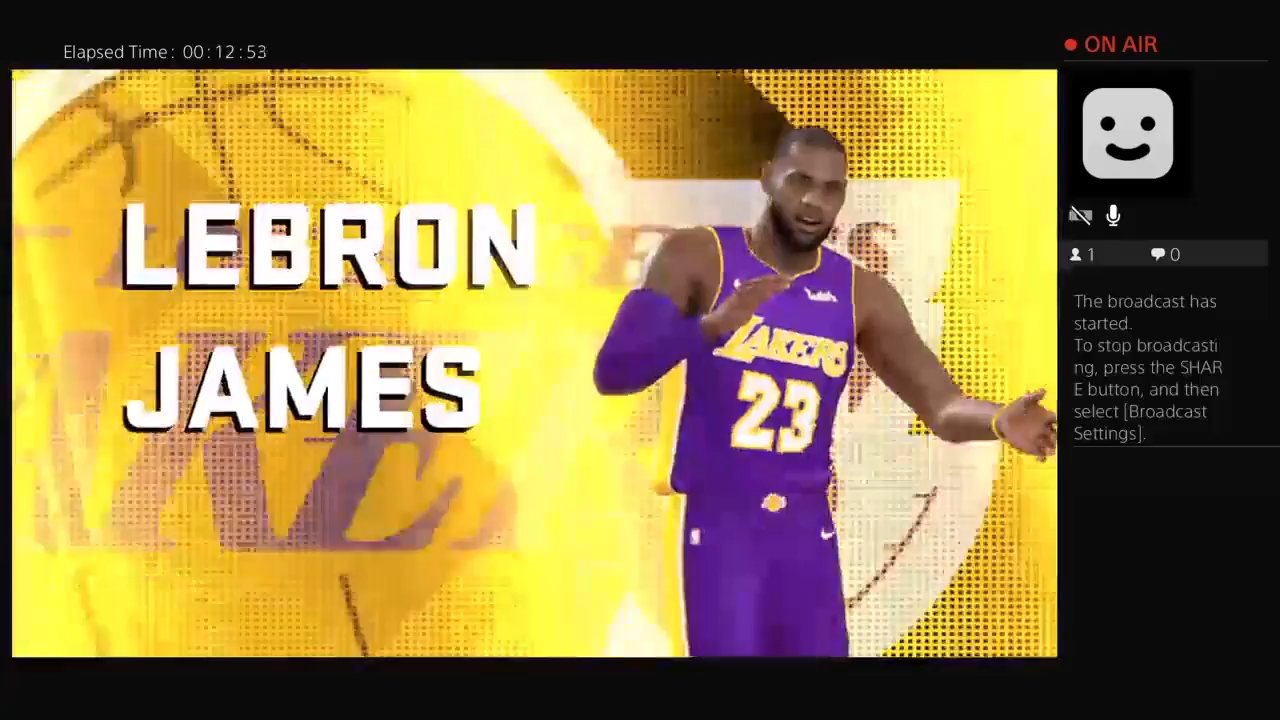 Elapsed Time: 00:12:53
ON AIR
LEBRON
JAMES
LAKERS
23
1
0
The broadcast has
started.
To stop broadcasti
ng, press the SHAR
E button, and then
select [Broadcast
Settings].